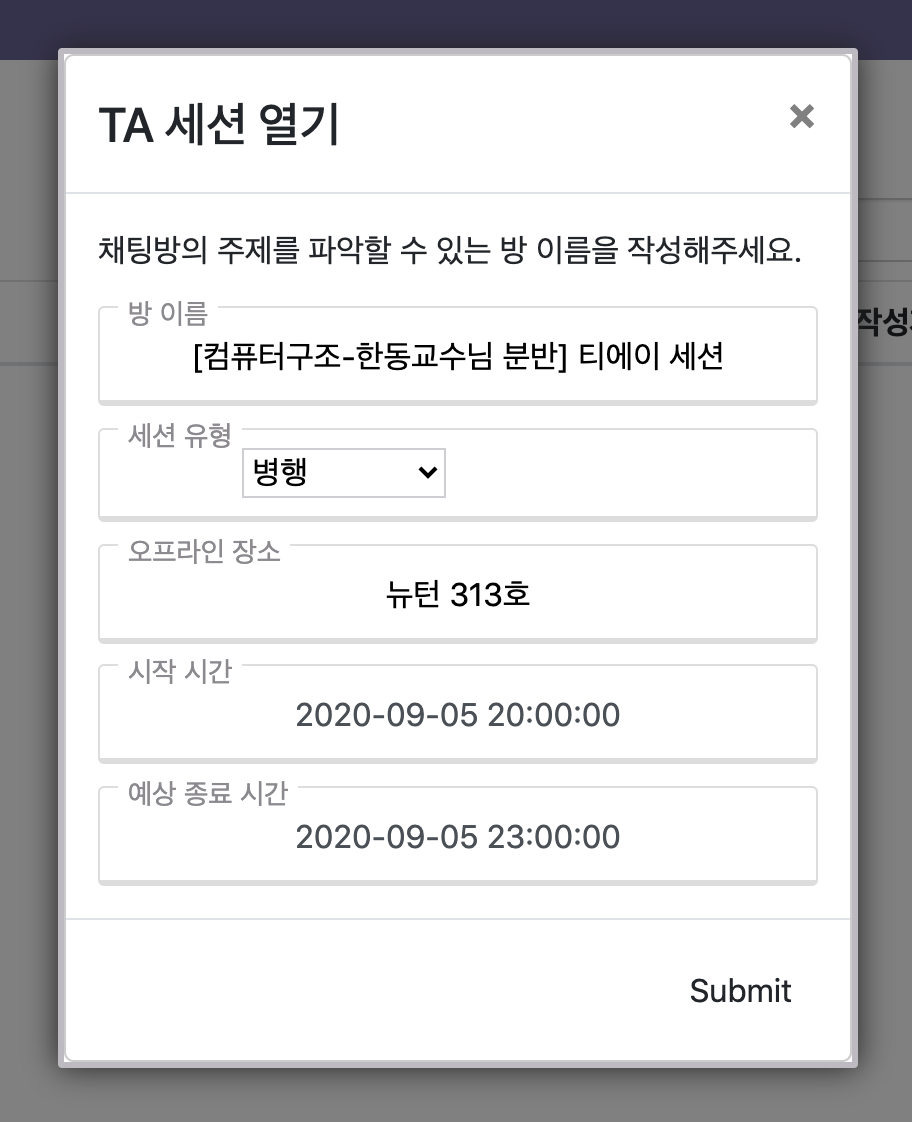 TA 세션 열기
×
채팅방의 주제를 파악할 수 있는 방 이름을 작성해주세요.
방 이름
[컴퓨터구조-한동교수님 분반] 티에이 세션
세션 유형
병행
오프라인 장소
뉴턴 313호
시작 시간
2020-09-05 20:00:00
예상 종료 시간
2020-09-05 23:00:00
Submit
작성